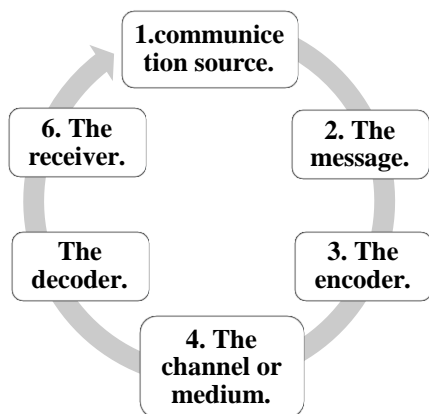 1.communice
tion source.
2. The
message.
3. The
encoder.
4. The
channel or
medium.
The
decoder.
6. The
receiver.